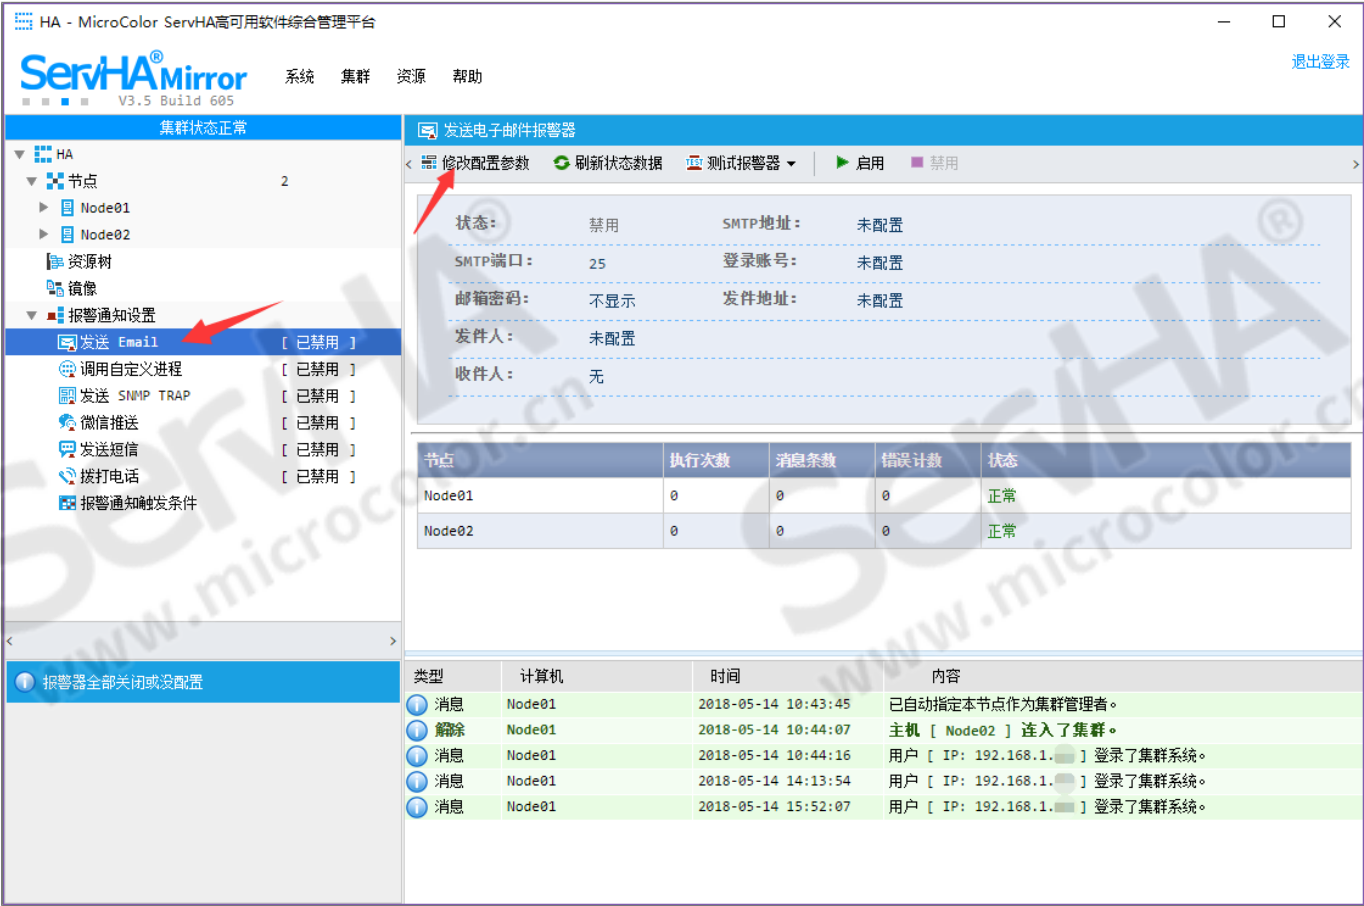 HA - MicroColor ServHA高可用软件综合管理平台
ServHA® Mirror
V3.5 Build 605
系统 集群 资源 帮助
退出登录
集群状态正常
HA
节点 2
Node01
Node02
资源树
镜像
报警通知设置
发送 Email [ 已禁用 ]
调用自定义进程 [ 已禁用 ]
发送 SNMP TRAP [ 已禁用 ]
微信推送 [ 已禁用 ]
发送短信 [ 已禁用 ]
拨打电话 [ 已禁用 ]
报警通知触发条件
报警器全部关闭或没配置
发送电子邮件报警器
修改配置参数 刷新状态数据 TEST 测试报警器 启用 禁用
状态: 禁用 SMTP地址: 未配置
SMTP端口: 25 登录账号: 未配置
邮箱密码: 不显示 发件地址: 未配置
发件人: 未配置
收件人: 无
节点 执行次数 消息条数 错误计数 状态
Node01 0 0 0 正常
Node02 0 0 0 正常
类型 计算机 时间 内容
消息 Node01 2018-05-14 10:43:45 已自动指定本节点作为集群管理者。
解除 Node01 2018-05-14 10:44:07 主机 [ Node02 ] 连入了集群。
消息 Node01 2018-05-14 10:44:16 用户 [ IP: 192.168.1. ] 登录了集群系统。
消息 Node01 2018-05-14 14:13:54 用户 [ IP: 192.168.1. ] 登录了集群系统。
消息 Node01 2018-05-14 15:52:07 用户 [ IP: 192.168.1. ] 登录了集群系统。
ServHA®
www.microcolor.cn
ServHA®
www.microcolor.cn